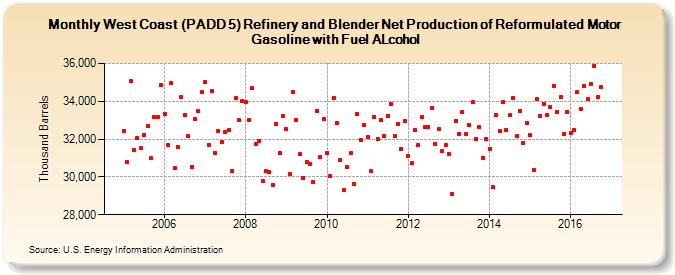 Monthly West Coast (PADD 5) Refinery and Blender Net Production of Reformulated Motor
Gasoline with Fuel ALcohol
Thousand Barrels
36,000
34,000
32,000
30,000
28,000
2006
2008
2010
2012
2014
2016
Source: U.S. Energy Information Administration